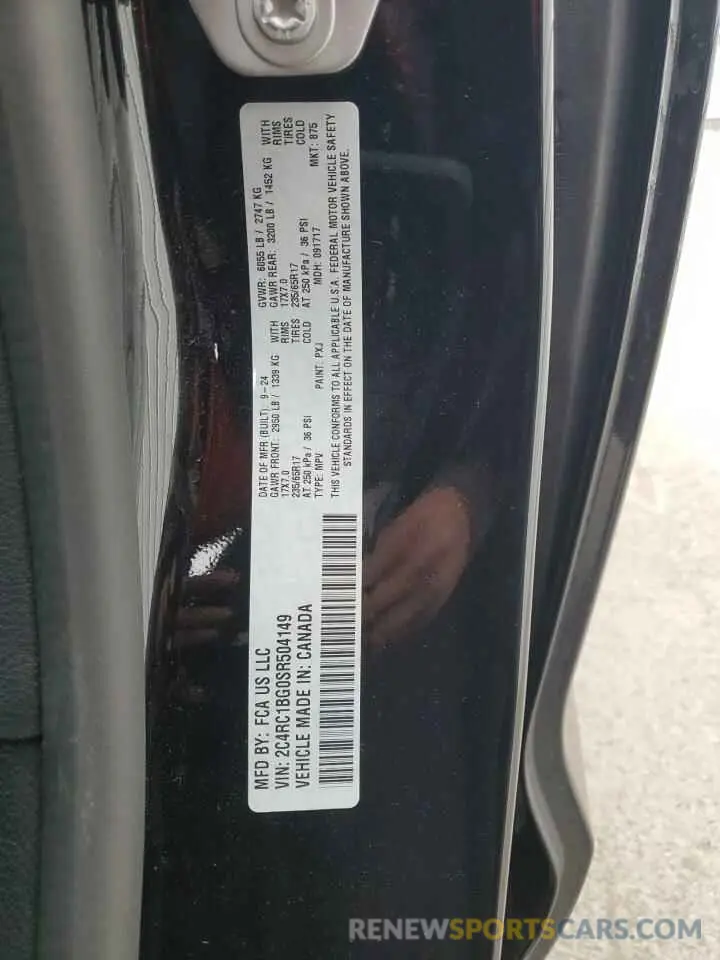 MFD BY: FCA US LLC
VIN: 2C4RC1BG0SR504149
VEHICLE MADE IN: CANADA
DATE OF MFR (BUILT): 9-24
GAWR FRONT: 2950 LB / 1339 KG WITH
17X7.0 RIMS
235/65R17 TIRES
AT 250 kPa / 36 PSI COLD
TYPE: MPV PAINT: PXJ
GVWR: 6055 LB / 2747 KG
GAWR REAR: 3200 LB / 1452 KG WITH
17X7.0 RIMS
235/65R17 TIRES
AT 250 kPa / 36 PSI COLD
MDH: 091717 MKT: 875
THIS VEHICLE CONFORMS TO ALL APPLICABLE U.S.A. FEDERAL MOTOR VEHICLE SAFETY
STANDARDS IN EFFECT ON THE DATE OF MANUFACTURE SHOWN ABOVE.
RENEWSPORTSCARS.COM